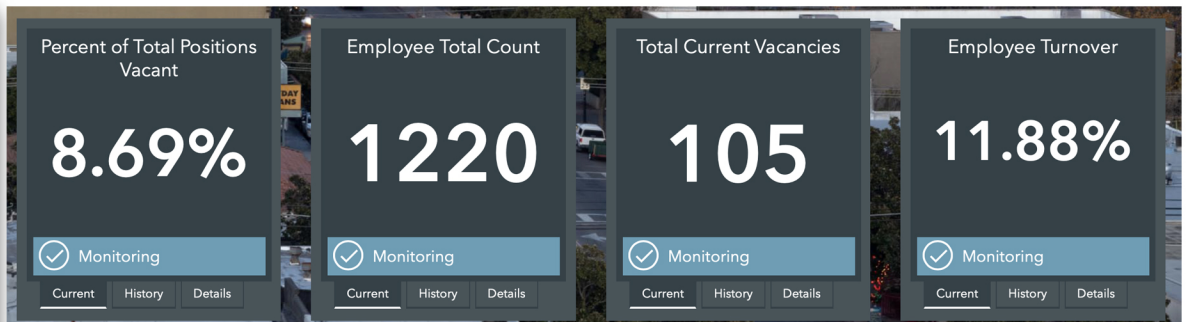 Percent of Total Positions
Vacant
8.69%
Monitoring
Current
History
Details
Employee Total Count
1220
Monitoring
Current
History
Details
Total Current Vacancies
105
Monitoring
Current
History
Details
Employee Turnover
11.88%
Monitoring
Current
History
Details